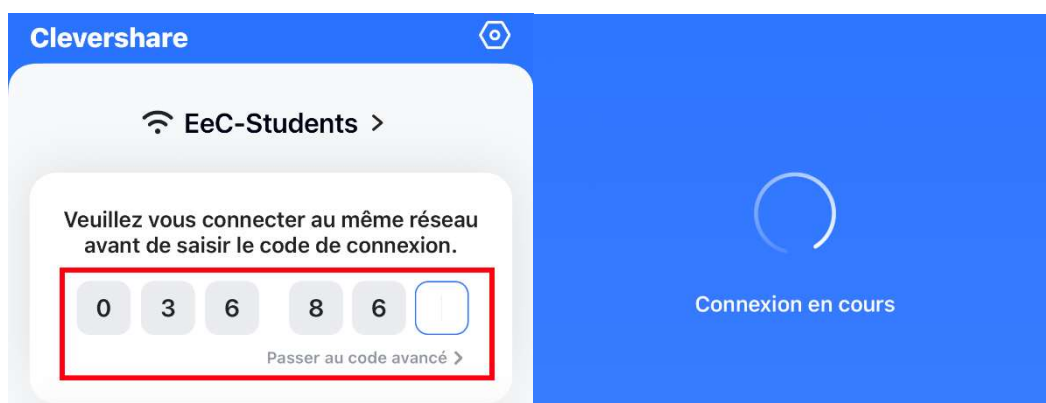 Clevershare
EeC-Students >
Veuillez vous connecter au même réseau
avant de saisir le code de connexion.
0 3 6 8 6
Passer au code avancé >
Connexion en cours